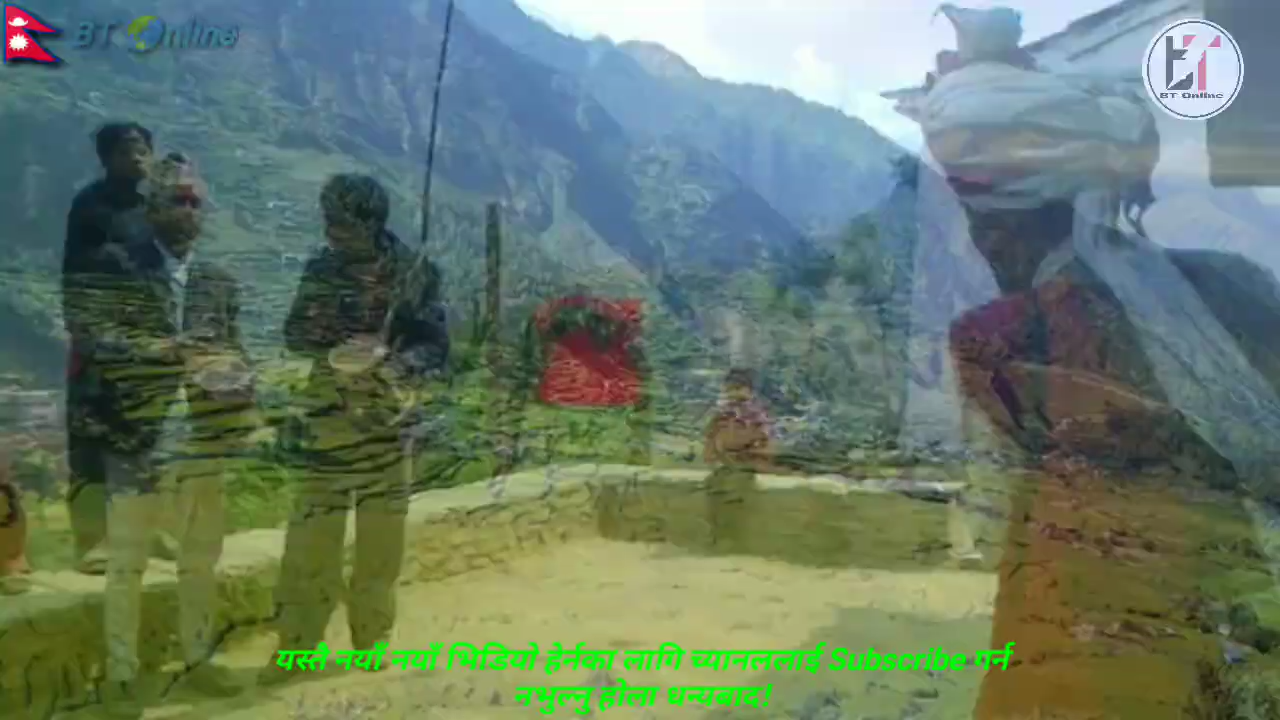 BT Online
BT Online
यस्तै नयाँ नयाँ भिडियो हेर्नका लागि च्यानललाई Subscribe गर्न
नभुल्नु होला धन्यबाद!